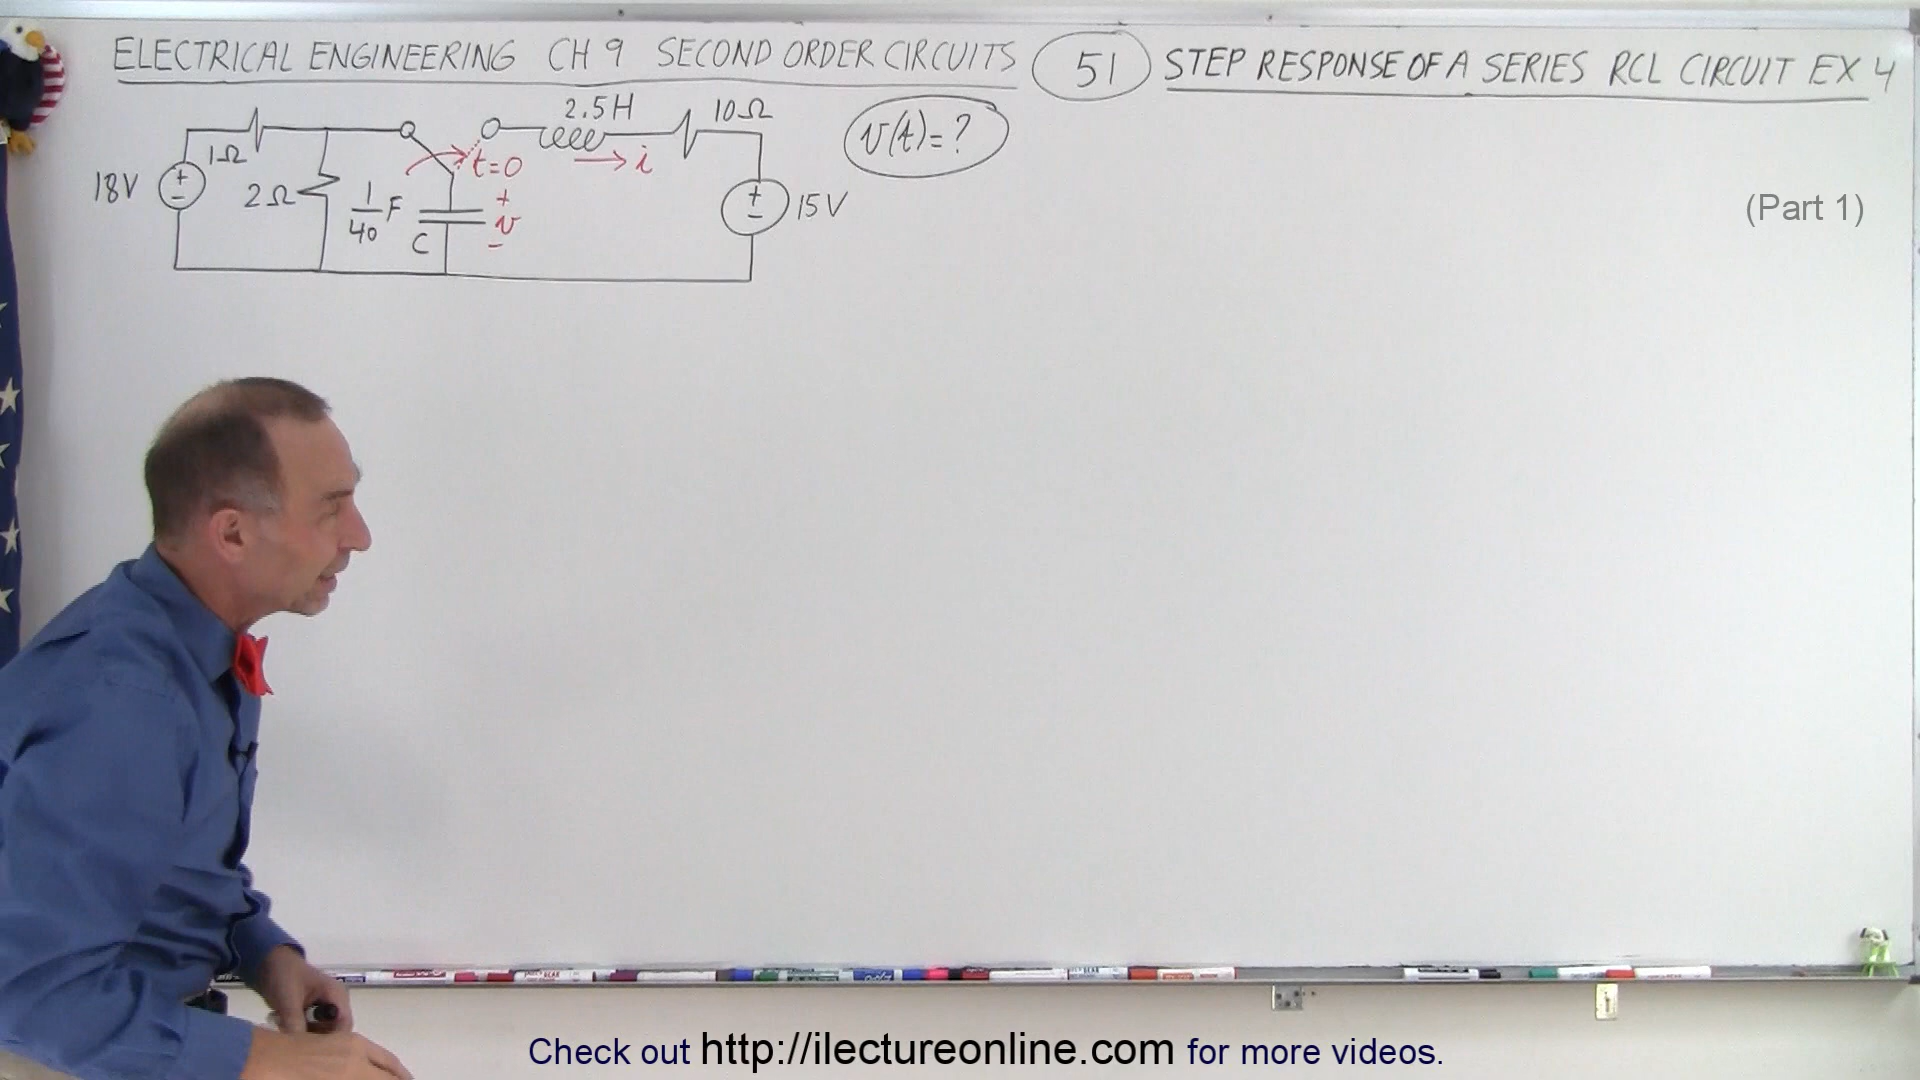 ELECTRICAL ENGINEERING CH 9 SECOND ORDER CIRCUITS 51 STEP RESPONSE OF A SERIES RCL CIRCUIT EX 4
2.5H 10Ω
v(t)=?
1Ω t=0 i
18V 2Ω 1/40 F + v - 15V
C
(Part 1)
Check out http://ilectureonline.com for more videos.